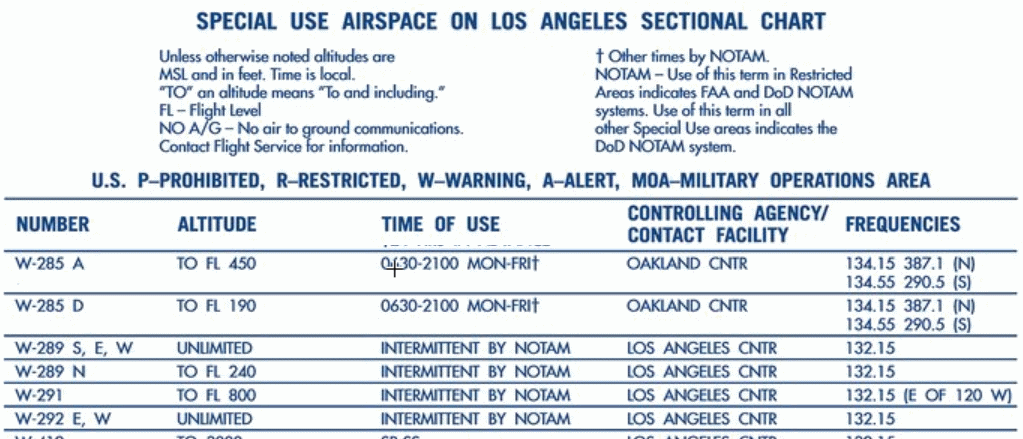 SPECIAL USE AIRSPACE ON LOS ANGELES SECTIONAL CHART
Unless otherwise noted altitudes are
MSL and in feet. Time is local.
"TO" an altitude means "To and including."
FL – Flight Level
NO A/G – No air to ground communications.
Contact Flight Service for information.
† Other times by NOTAM.
NOTAM – Use of this term in Restricted
Areas indicates FAA and DoD NOTAM
systems. Use of this term in all
other Special Use areas indicates the
DoD NOTAM system.
U.S. P–PROHIBITED, R–RESTRICTED, W–WARNING, A–ALERT, MOA–MILITARY OPERATIONS AREA
NUMBER ALTITUDE TIME OF USE CONTROLLING AGENCY/ CONTACT FACILITY FREQUENCIES
W-285 A TO FL 450 0630-2100 MON-FRI† OAKLAND CNTR 134.15 387.1 (N)
134.55 290.5 (S)
W-285 D TO FL 190 0630-2100 MON-FRI† OAKLAND CNTR 134.15 387.1 (N)
134.55 290.5 (S)
W-289 S, E, W UNLIMITED INTERMITTENT BY NOTAM LOS ANGELES CNTR 132.15
W-289 N TO FL 240 INTERMITTENT BY NOTAM LOS ANGELES CNTR 132.15
W-291 TO FL 800 INTERMITTENT BY NOTAM LOS ANGELES CNTR 132.15 (E OF 120 W)
W-292 E, W UNLIMITED INTERMITTENT BY NOTAM LOS ANGELES CNTR 132.15